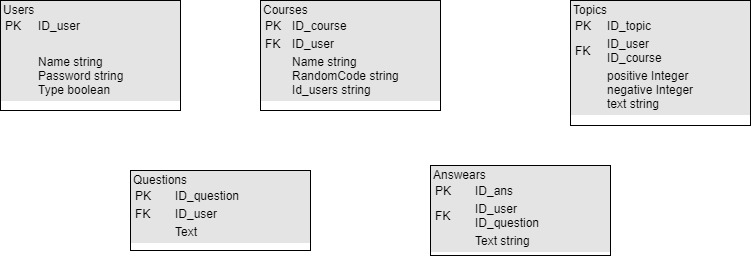 Users
PK ID_user
Name string
Password string
Type boolean
Courses
PK ID_course
FK ID_user
Name string
RandomCode string
Id_users string
Topics
PK ID_topic
FK ID_user
ID_course
positive Integer
negative Integer
text string
Questions
PK ID_question
FK ID_user
Text
Answears
PK ID_ans
FK ID_user
ID_question
Text string